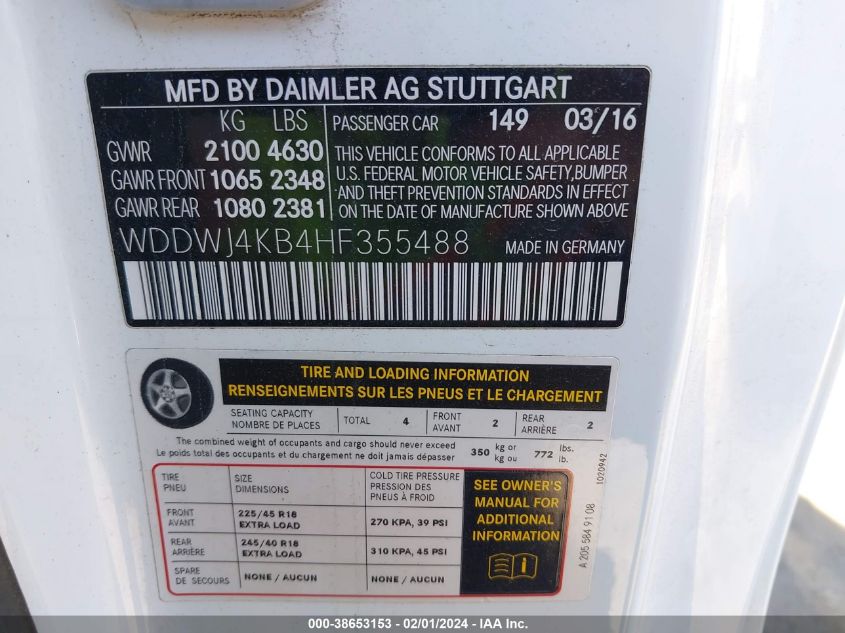 MFD BY DAIMLER AG STUTTGART
KG LBS
GVWR 2100 4630
GAWR FRONT 1065 2348
GAWR REAR 1080 2381
PASSENGER CAR 149 03/16
THIS VEHICLE CONFORMS TO ALL APPLICABLE
U.S. FEDERAL MOTOR VEHICLE SAFETY, BUMPER
AND THEFT PREVENTION STANDARDS IN EFFECT
ON THE DATE OF MANUFACTURE SHOWN ABOVE
WDDWJ4KB4HF355488 MADE IN GERMANY
TIRE AND LOADING INFORMATION
RENSEIGNEMENTS SUR LES PNEUS ET LE CHARGEMENT
SEATING CAPACITY
NOMBRE DE PLACES
TOTAL 4
FRONT
AVANT 2
REAR
ARRIÈRE 2
The combined weight of occupants and cargo should never exceed
Le poids total des occupants et du chargement ne doit jamais dépasser
350 kg or
kg ou
772 lbs.
lb.
TIRE
PNEU
SIZE
DIMENSIONS
COLD TIRE PRESSURE
PRESSION DES
PNEUS À FROID
FRONT
AVANT
225/45 R18
EXTRA LOAD
270 KPA, 39 PSI
REAR
ARRIÈRE
245/40 R18
EXTRA LOAD
310 KPA, 45 PSI
SPARE
DE SECOURS
NONE / AUCUN
NONE / AUCUN
SEE OWNER'S
MANUAL FOR
ADDITIONAL
INFORMATION
1020942
A 205 584 91 08
000-38653153 - 02/01/2024 - IAA Inc.